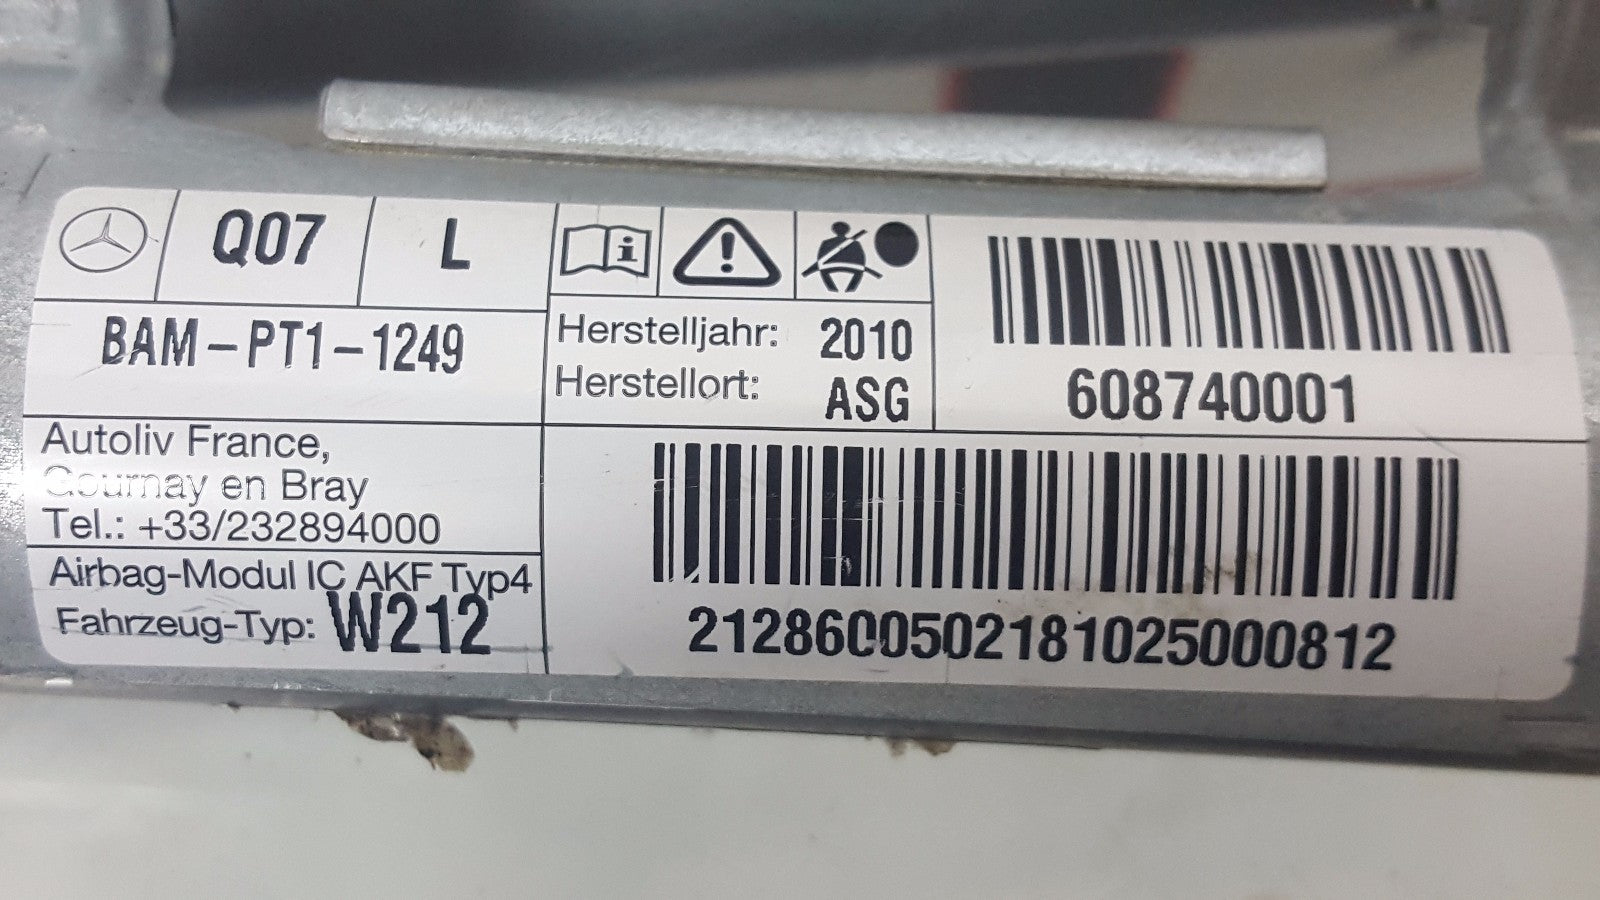 Q07 L
BAM-PT1-1249
Herstelljahr: 2010
Herstellort: ASG
608740001
Autoliv France,
Gournay en Bray
Tel.: +33/232894000
Airbag-Modul IC AKF Typ4
Fahrzeug-Typ: W212
2128600502181025000812